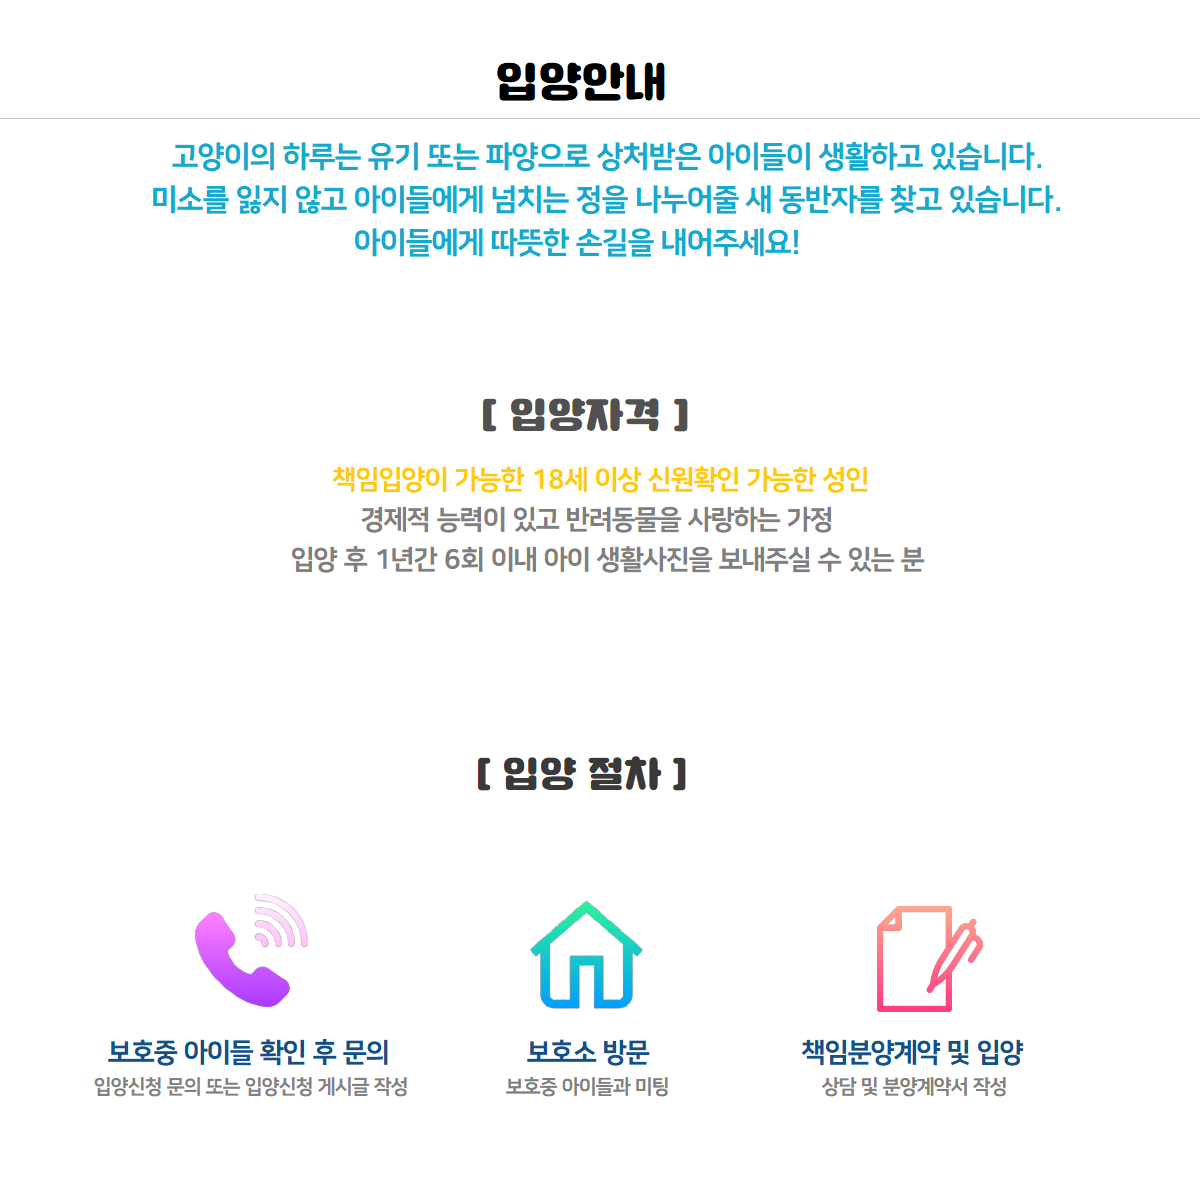 입양안내
고양이의 하루는 유기 또는 파양으로 상처받은 아이들이 생활하고 있습니다.
미소를 잃지 않고 아이들에게 넘치는 정을 나누어줄 새 동반자를 찾고 있습니다.
아이들에게 따뜻한 손길을 내어주세요!
[ 입양자격 ]
책임입양이 가능한 18세 이상 신원확인 가능한 성인
경제적 능력이 있고 반려동물을 사랑하는 가정
입양 후 1년간 6회 이내 아이 생활사진을 보내주실 수 있는 분
[ 입양 절차 ]
보호중 아이들 확인 후 문의
입양신청 문의 또는 입양신청 게시글 작성
보호소 방문
보호중 아이들과 미팅
책임분양계약 및 입양
상담 및 분양계약서 작성